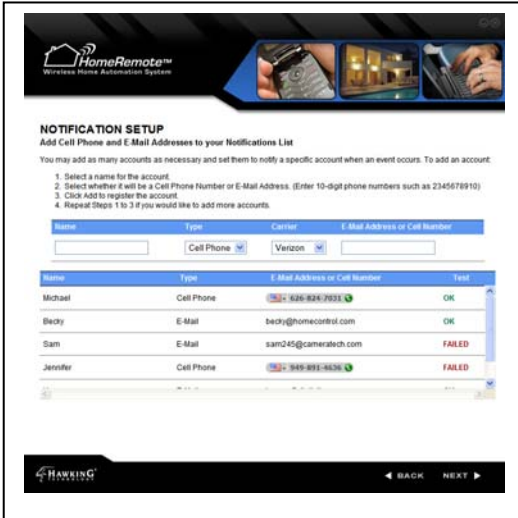 HomeRemote™
Wireless Home Automation System
NOTIFICATION SETUP
Add Cell Phone and E-Mail Addresses to your Notifications List
You may add as many accounts as necessary and set them to notify a specific account when an event occurs. To add an account:
1. Select a name for the account.
2. Select whether it will be a Cell Phone Number or E-Mail Address. (Enter 10-digit phone numbers such as 2345678910)
3. Click Add to register the account.
4. Repeat Steps 1 to 3 if you would like to add more accounts.
Name Type Carrier E-Mail Address or Cell Number
Cell Phone Verizon
Name Type E-Mail Address or Cell Number Test
Michael Cell Phone 626-824-7031 OK
Becky E-Mail becky@homecontrol.com OK
Sam E-Mail sam245@cameratech.com FAILED
Jennifer Cell Phone 949-891-4636 FAILED
HAWKING
TECHNOLOGY
BACK NEXT